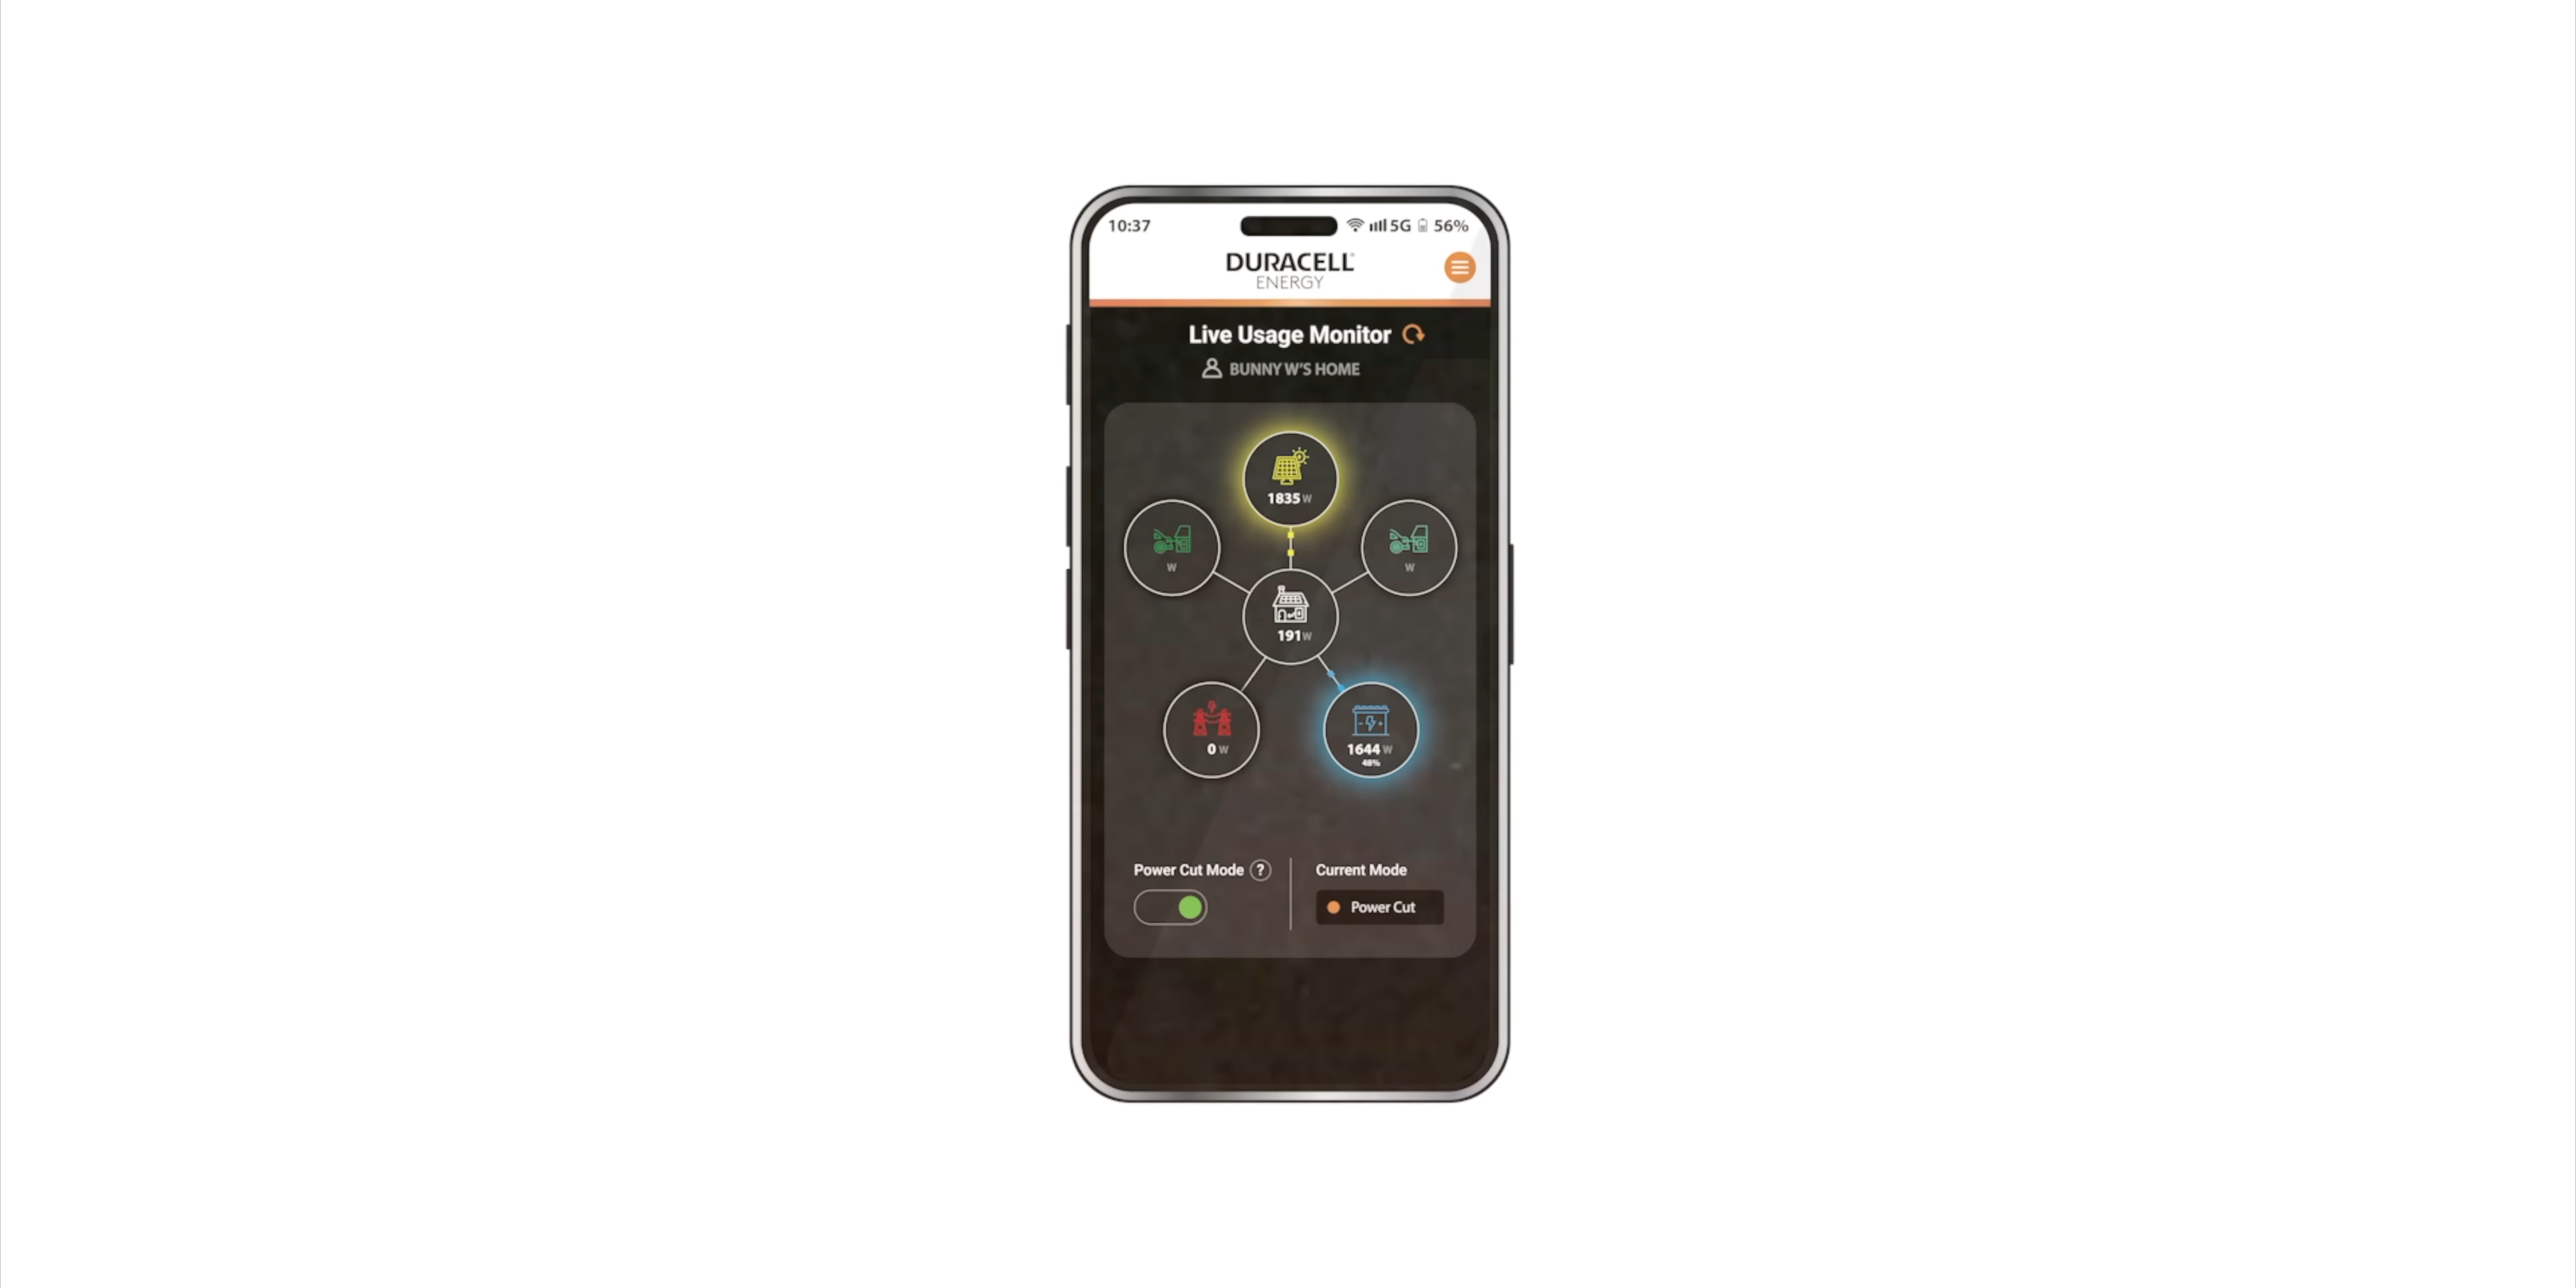 10:37 5G 56%
DURACELL
ENERGY
Live Usage Monitor
BUNNY W'S HOME
1835 W
W W
191 W
0 W 1644 W
48%
Power Cut Mode ? Current Mode
Power Cut